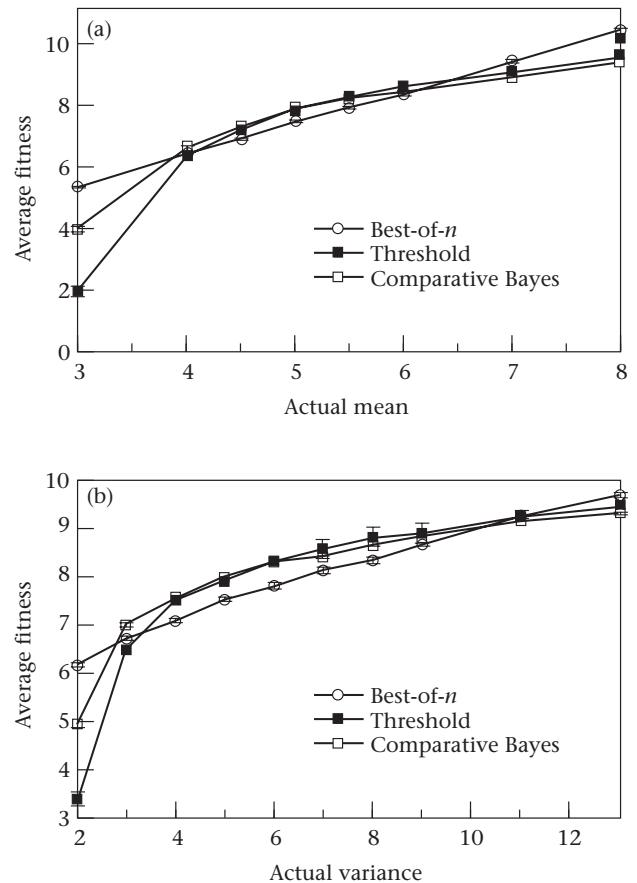 (a)
10
8
6
4
2
0
Average fitness
Best-of-n
Threshold
Comparative Bayes
3 4 5 6 7 8
Actual mean
(b)
10
9
8
7
6
5
4
3
Average fitness
Best-of-n
Threshold
Comparative Bayes
2 4 6 8 10 12
Actual variance